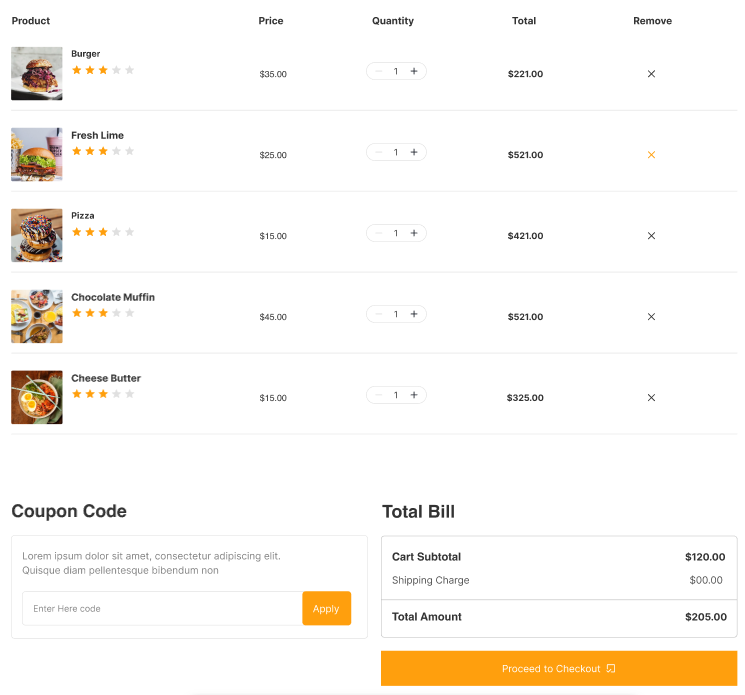 Product Price Quantity Total Remove
Burger
$35.00 1 $221.00
Fresh Lime
$25.00 1 $521.00
Pizza
$15.00 1 $421.00
Chocolate Muffin
$45.00 1 $521.00
Cheese Butter
$15.00 1 $325.00
Coupon Code
Lorem ipsum dolor sit amet, consectetur adipiscing elit.
Quisque diam pellentesque bibendum non
Enter Here code Apply
Total Bill
Cart Subtotal $120.00
Shipping Charge $00.00
Total Amount $205.00
Proceed to Checkout